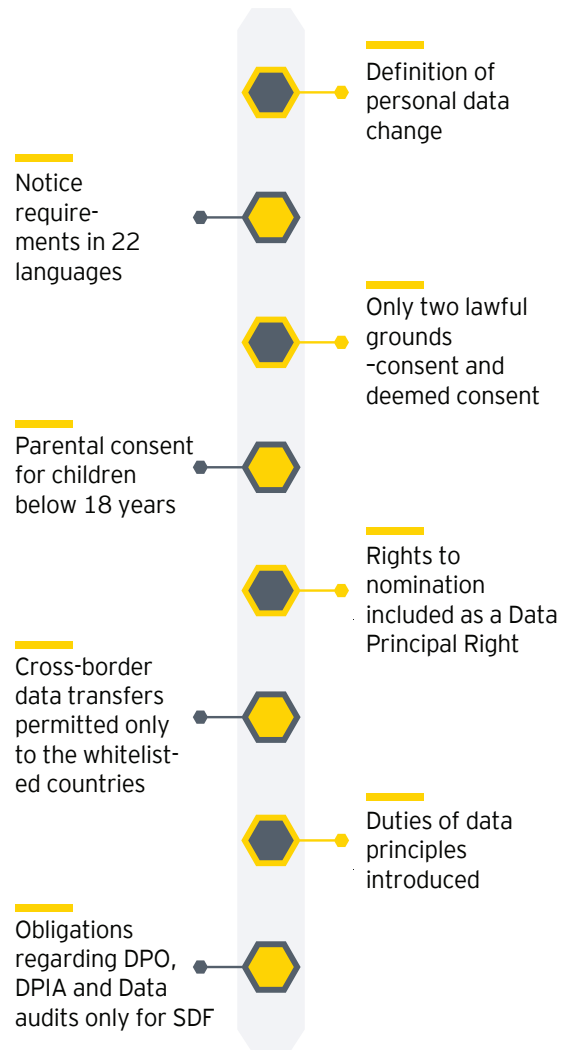 Definition of
personal data
change
Notice
require-
ments in 22
languages
Only two lawful
grounds
–consent and
deemed consent
Parental consent
for children
below 18 years
Rights to
nomination
included as a Data
Principal Right
Cross-border
data transfers
permitted only
to the whitelist-
ed countries
Duties of data
principles
introduced
Obligations
regarding DPO,
DPIA and Data
audits only for SDF